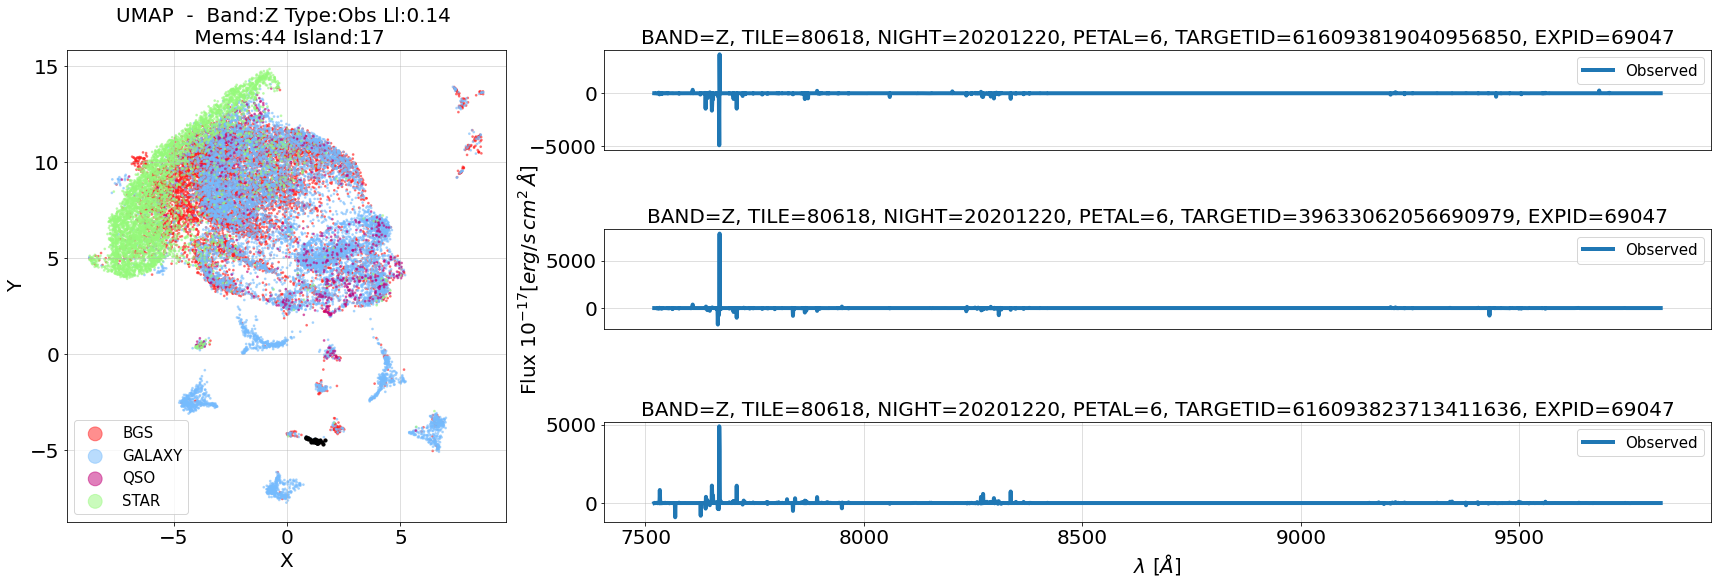 UMAP  -  Band:Z Type:Obs Ll:0.14
Mems:44 Island:17
15
10
5
0
−5
Y
BGS
GALAXY
QSO
STAR
−5
0
5
X
Flux 10^{-17}[erg/s cm^2 Å]
BAND=Z, TILE=80618, NIGHT=20201220, PETAL=6, TARGETID=616093819040956850, EXPID=69047
Observed
0
−5000
BAND=Z, TILE=80618, NIGHT=20201220, PETAL=6, TARGETID=39633062056690979, EXPID=69047
Observed
5000
0
BAND=Z, TILE=80618, NIGHT=20201220, PETAL=6, TARGETID=616093823713411636, EXPID=69047
Observed
5000
0
7500
8000
8500
9000
9500
λ [Å]